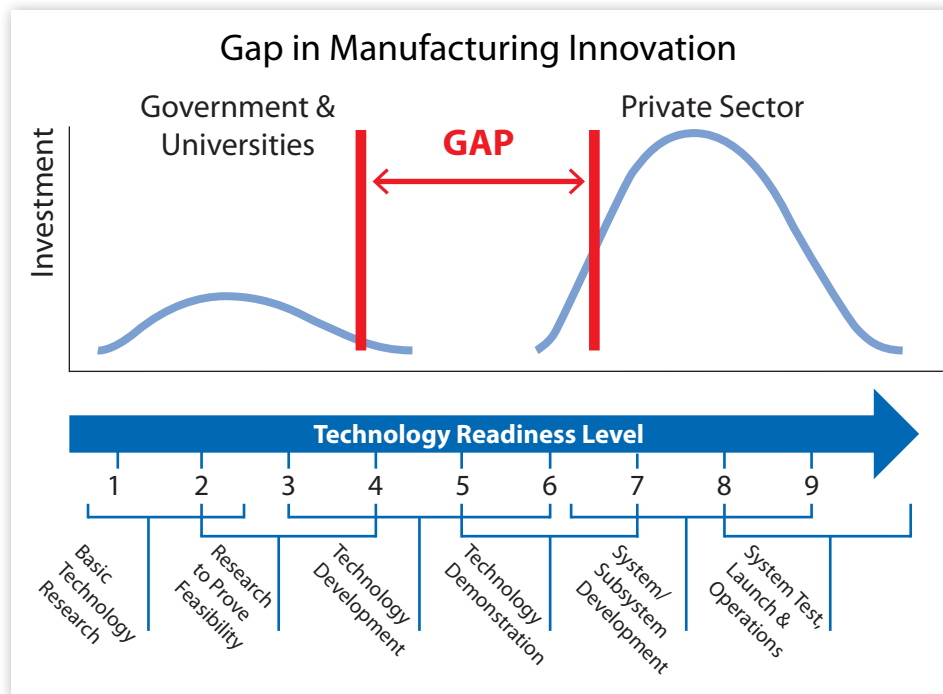 Gap in Manufacturing Innovation
Government &
Universities
Private Sector
GAP
Investment
Technology Readiness Level
1 2 3 4 5 6 7 8 9
Basic
Technology
Research
Research
to Prove
Feasibility
Technology
Development
Technology
Demonstration
System/
Subsystem
Development
System Test,
Launch &
Operations